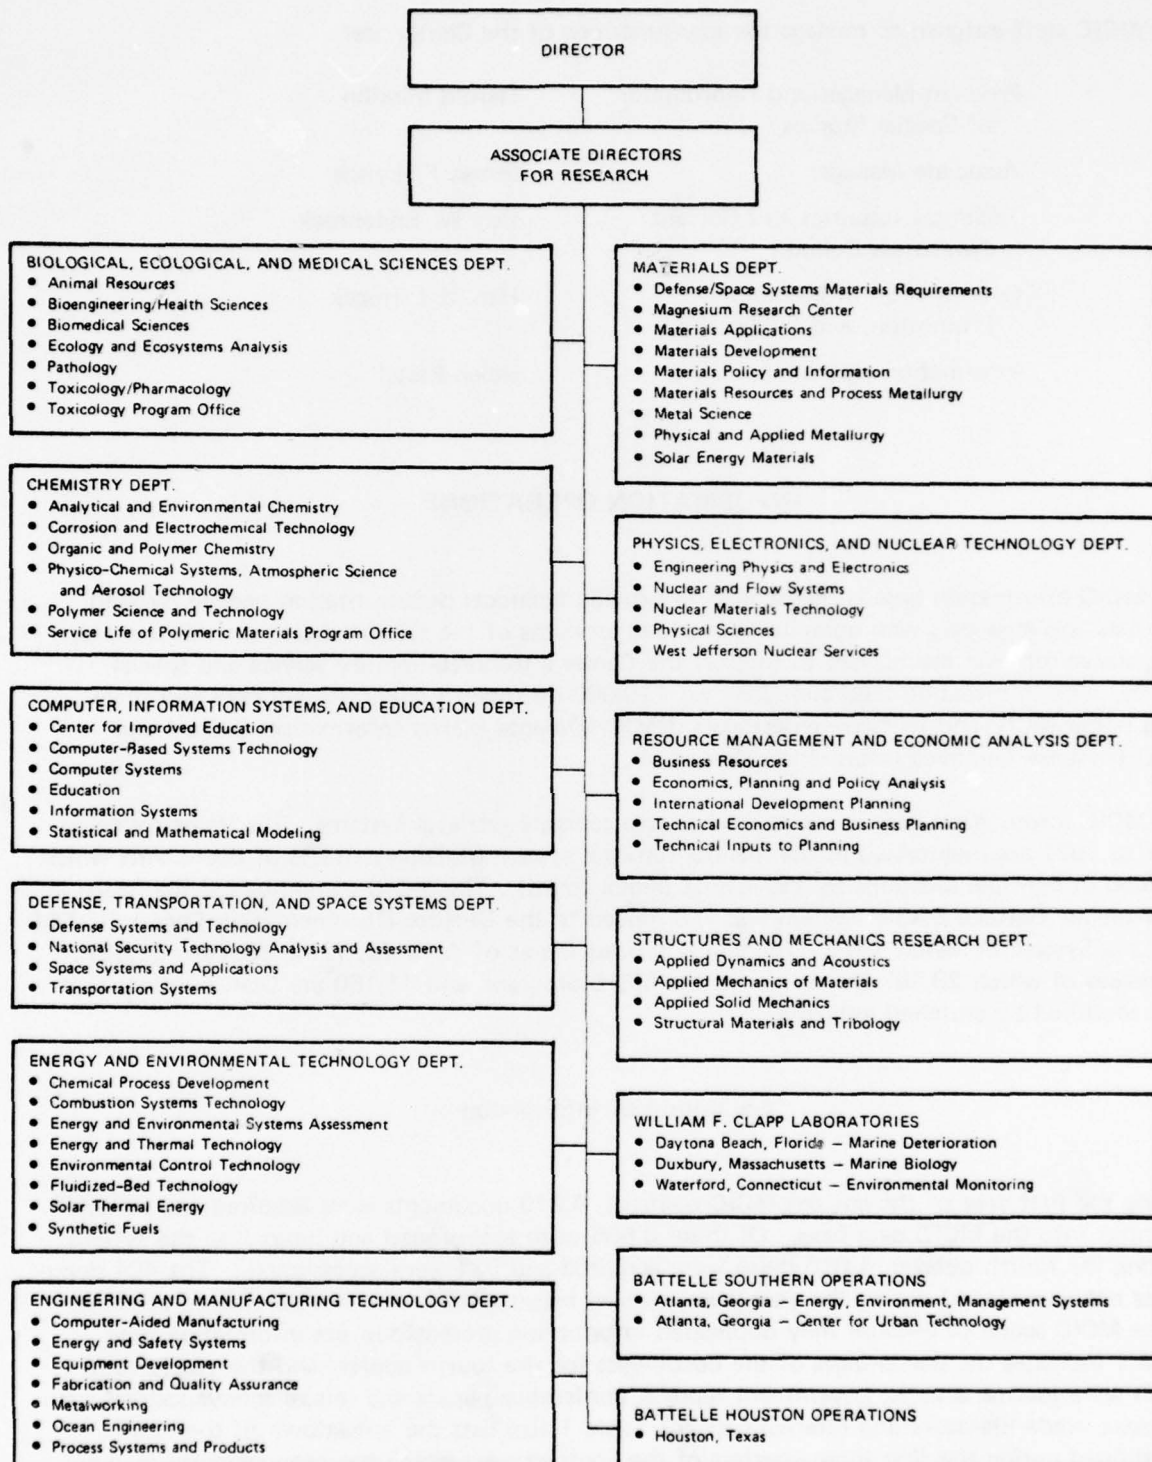 DIRECTOR
ASSOCIATE DIRECTORS
FOR RESEARCH
BIOLOGICAL, ECOLOGICAL, AND MEDICAL SCIENCES DEPT.
• Animal Resources
• Bioengineering/Health Sciences
• Biomedical Sciences
• Ecology and Ecosystems Analysis
• Pathology
• Toxicology/Pharmacology
• Toxicology Program Office
CHEMISTRY DEPT.
• Analytical and Environmental Chemistry
• Corrosion and Electrochemical Technology
• Organic and Polymer Chemistry
• Physico-Chemical Systems, Atmospheric Science
and Aerosol Technology
• Polymer Science and Technology
• Service Life of Polymeric Materials Program Office
COMPUTER, INFORMATION SYSTEMS, AND EDUCATION DEPT.
• Center for Improved Education
• Computer-Based Systems Technology
• Computer Systems
• Education
• Information Systems
• Statistical and Mathematical Modeling
DEFENSE, TRANSPORTATION, AND SPACE SYSTEMS DEPT.
• Defense Systems and Technology
• National Security Technology Analysis and Assessment
• Space Systems and Applications
• Transportation Systems
ENERGY AND ENVIRONMENTAL TECHNOLOGY DEPT.
• Chemical Process Development
• Combustion Systems Technology
• Energy and Environmental Systems Assessment
• Energy and Thermal Technology
• Environmental Control Technology
• Fluidized-Bed Technology
• Solar Thermal Energy
• Synthetic Fuels
ENGINEERING AND MANUFACTURING TECHNOLOGY DEPT.
• Computer-Aided Manufacturing
• Energy and Safety Systems
• Equipment Development
• Fabrication and Quality Assurance
• Metalworking
• Ocean Engineering
• Process Systems and Products
MATERIALS DEPT.
• Defense/Space Systems Materials Requirements
• Magnesium Research Center
• Materials Applications
• Materials Development
• Materials Policy and Information
• Materials Resources and Process Metallurgy
• Metal Science
• Physical and Applied Metallurgy
• Solar Energy Materials
PHYSICS, ELECTRONICS, AND NUCLEAR TECHNOLOGY DEPT.
• Engineering Physics and Electronics
• Nuclear and Flow Systems
• Nuclear Materials Technology
• Physical Sciences
• West Jefferson Nuclear Services
RESOURCE MANAGEMENT AND ECONOMIC ANALYSIS DEPT.
• Business Resources
• Economics, Planning and Policy Analysis
• International Development Planning
• Technical Economics and Business Planning
• Technical Inputs to Planning
STRUCTURES AND MECHANICS RESEARCH DEPT.
• Applied Dynamics and Acoustics
• Applied Mechanics of Materials
• Applied Solid Mechanics
• Structural Materials and Tribology
WILLIAM F. CLAPP LABORATORIES
• Daytona Beach, Florida – Marine Deterioration
• Duxbury, Massachusetts – Marine Biology
• Waterford, Connecticut – Environmental Monitoring
BATTELLE SOUTHERN OPERATIONS
• Atlanta, Georgia – Energy, Environment, Management Systems
• Atlanta, Georgia – Center for Urban Technology
BATTELLE HOUSTON OPERATIONS
• Houston, Texas